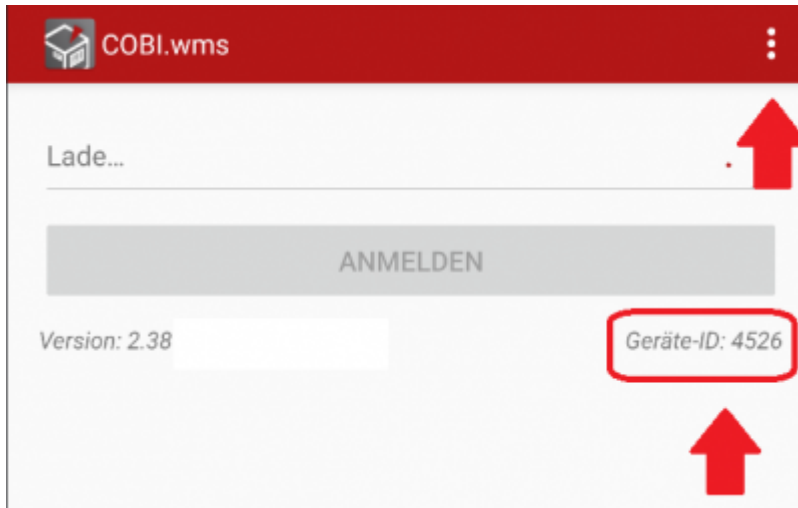 COBI.wms
Lade...
ANMELDEN
Version: 2.38
Geräte-ID: 4526